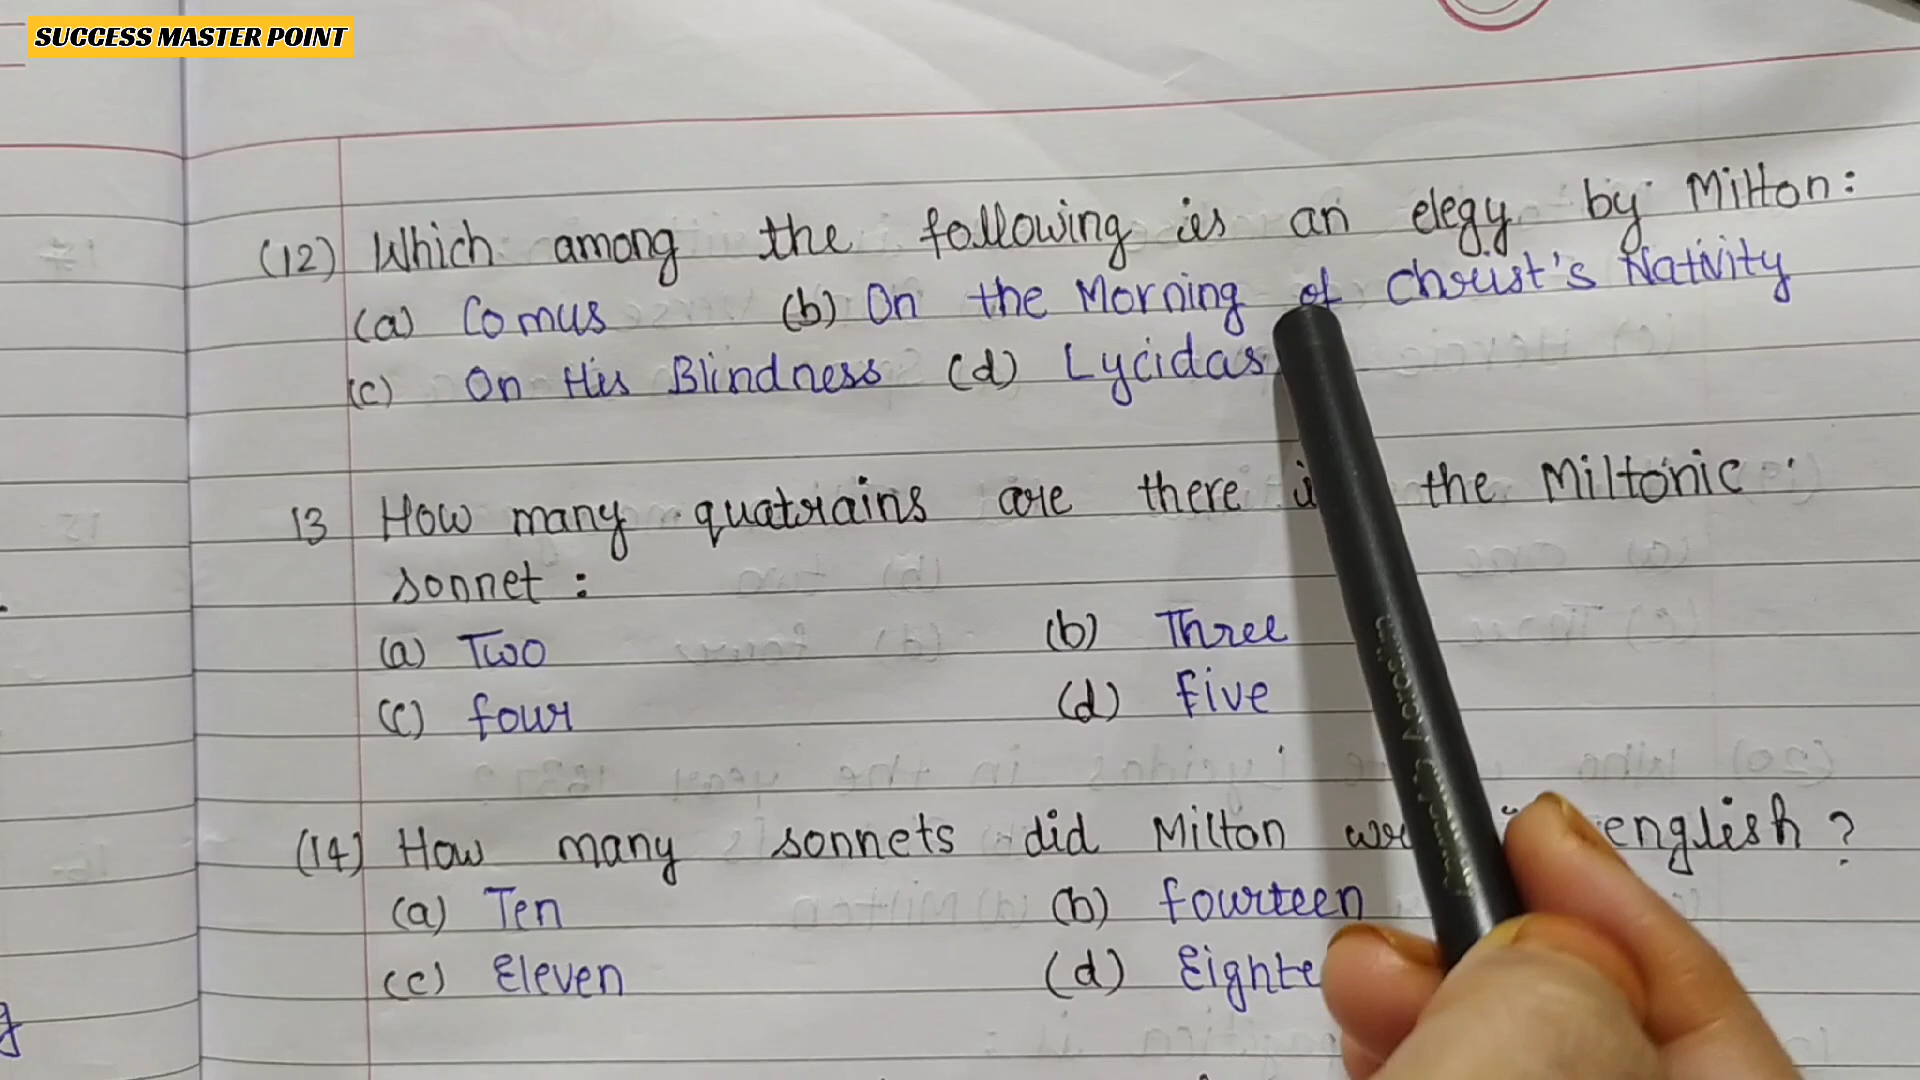 SUCCESS MASTER POINT
(12) Which among the following is an elegy by Milton:
(a) Comus (b) On the Morning of Christ's Nativity
(c) On His Blindness (d) Lycidas
13 How many quatrains are there the Miltonic
sonnet:
(a) Two (b) Three
(c) four (d) Five
(14) How many sonnets did Milton english?
(a) Ten (b) fourteen
(c) Eleven (d)